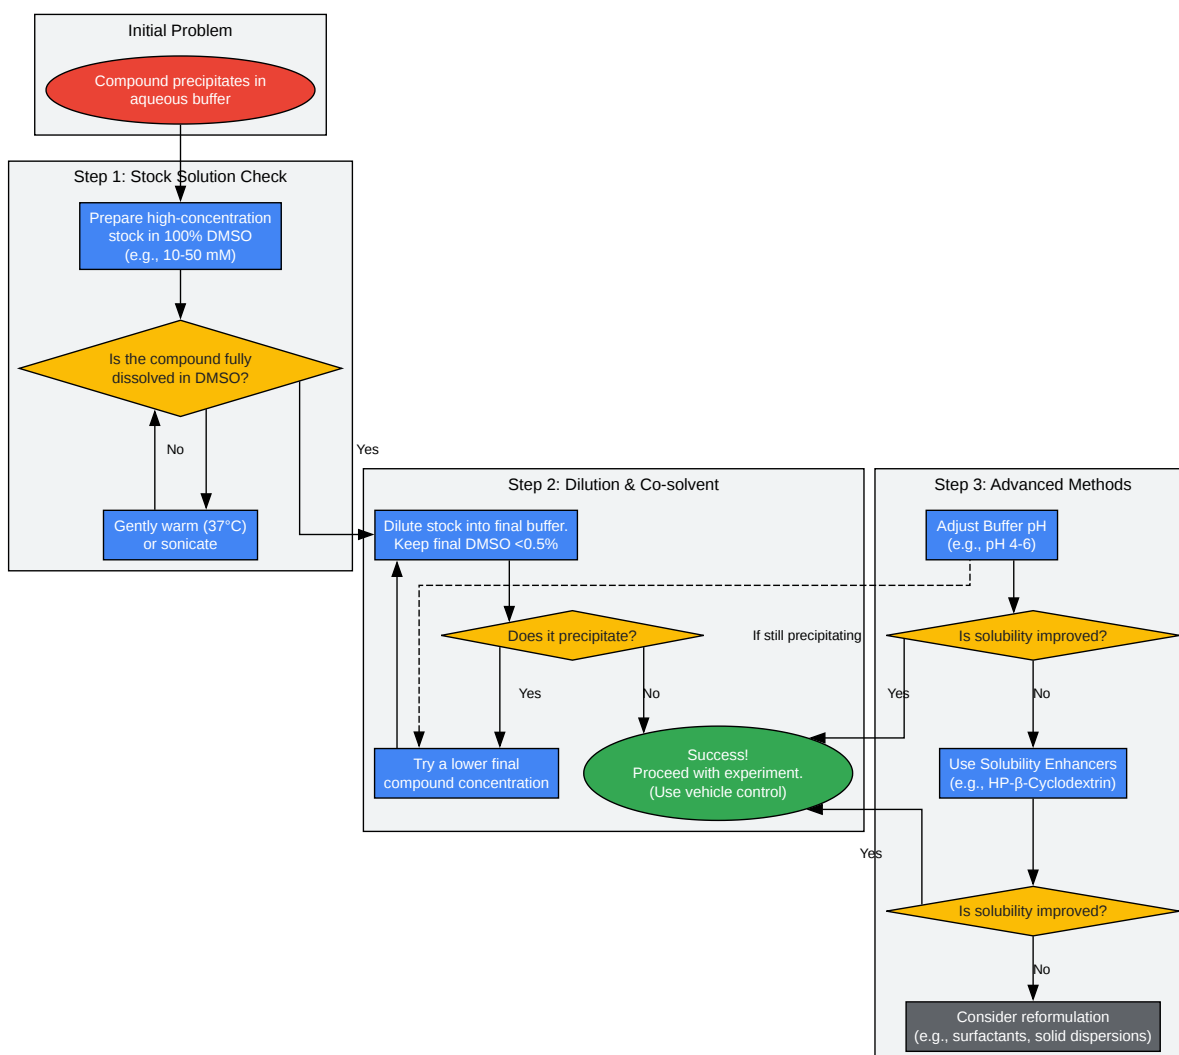 Initial Problem
Compound precipitates in
aqueous buffer
Step 1: Stock Solution Check
Prepare high-concentration
stock in 100% DMSO
(e.g., 10-50 mM)
Is the compound fully
dissolved in DMSO?
No
Yes
Gently warm (37°C)
or sonicate
Step 2: Dilution & Co-solvent
Dilute stock into final buffer.
Keep final DMSO <0.5%
Does it precipitate?
If still precipitating
Yes
No
Try a lower final
compound concentration
Success!
Proceed with experiment.
(Use vehicle control)
Step 3: Advanced Methods
Adjust Buffer pH
(e.g., pH 4-6)
Is solubility improved?
Yes
No
Use Solubility Enhancers
(e.g., HP-β-Cyclodextrin)
Yes
Is solubility improved?
No
Consider reformulation
(e.g., surfactants, solid dispersions)